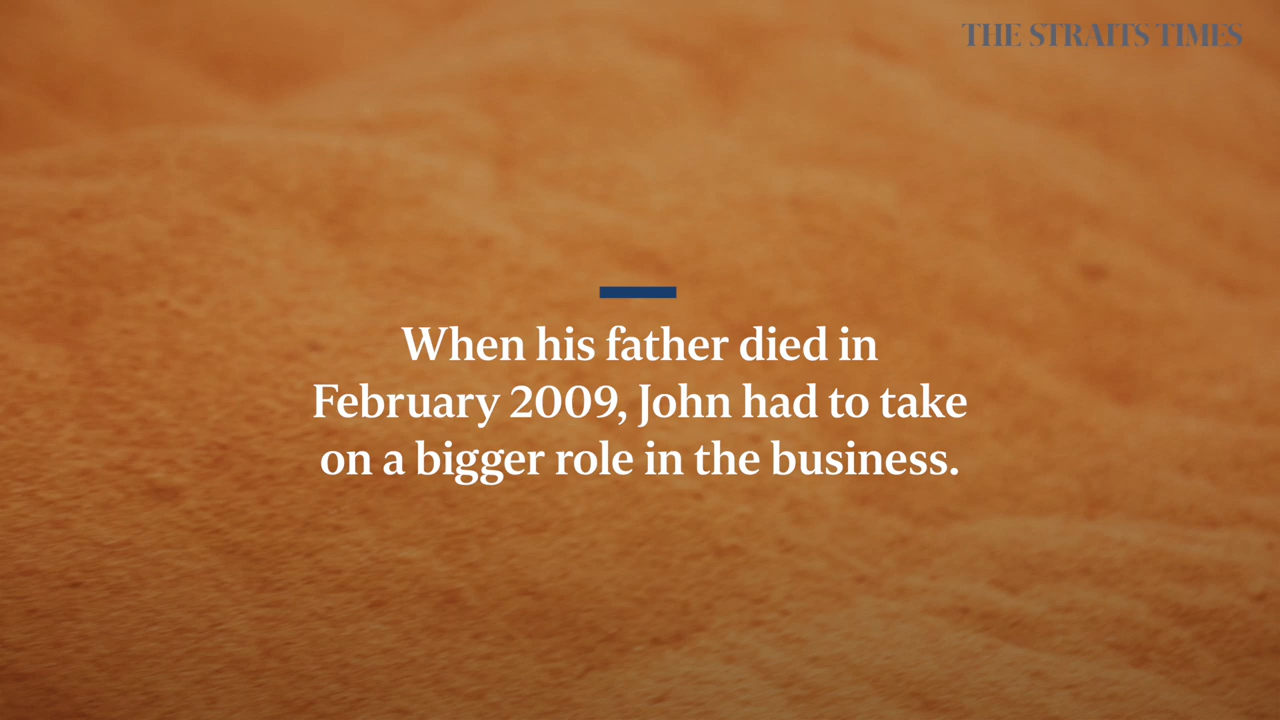 THE STRAITS TIMES
When his father died in
February 2009, John had to take
on a bigger role in the business.